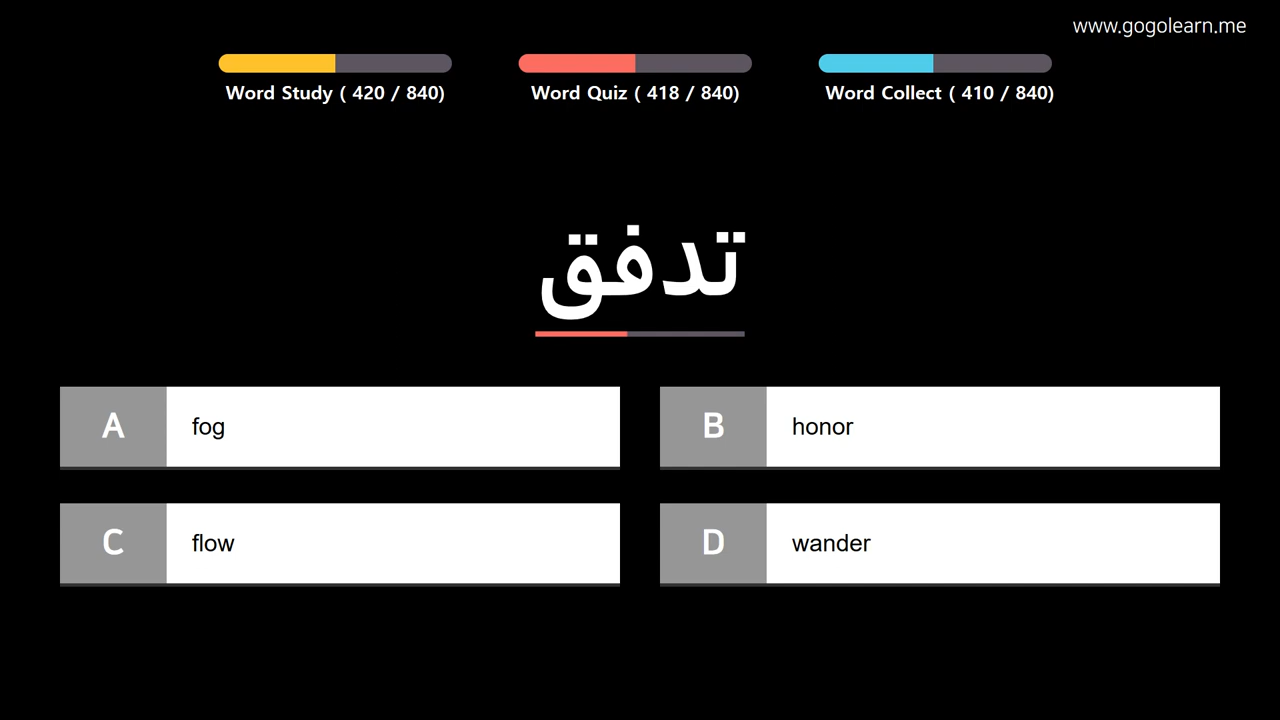 www.gogolearn.me
Word Study ( 420 / 840)
Word Quiz ( 418 / 840)
Word Collect ( 410 / 840)
تدفق
A fog
B honor
C flow
D wander